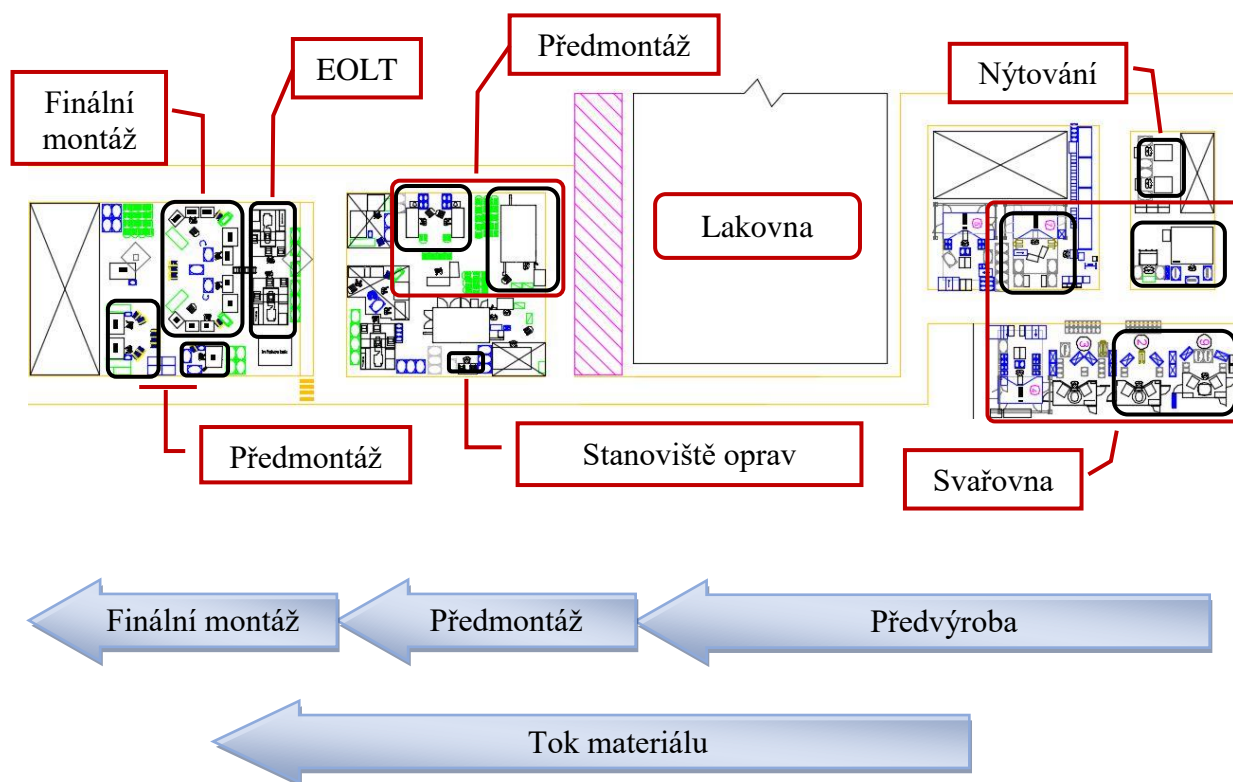 Předmontáž
EOLT
Finální
montáž
Nýtování
Lakovna
Předmontáž
Stanoviště oprav
Svařovna
Finální montáž
Předmontáž
Předvýroba
Tok materiálu